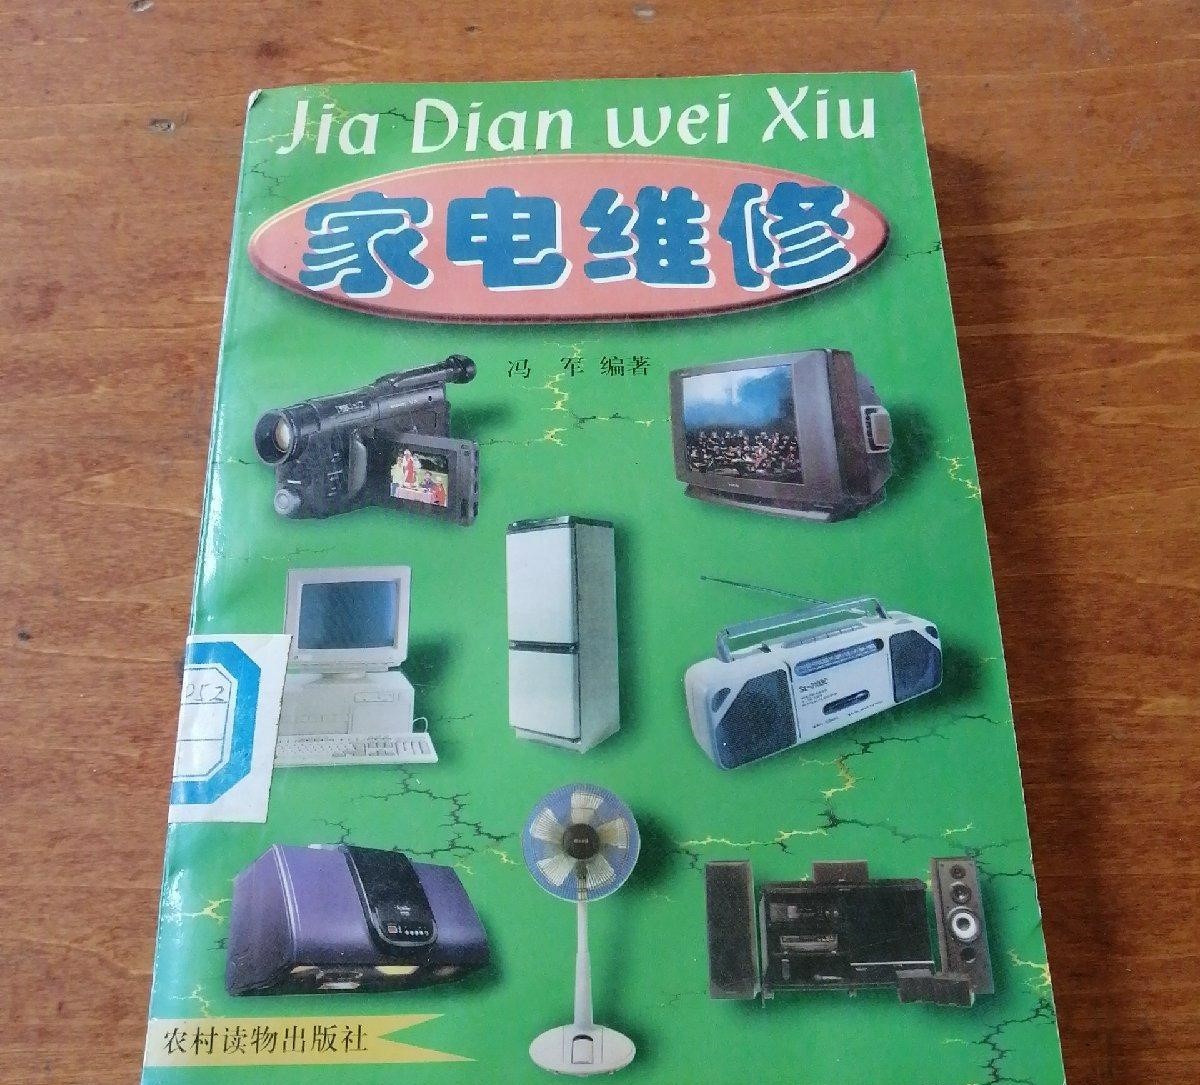 Jia Dian wei Xiu
家电维修
冯 军 编著
252
农村读物出版社